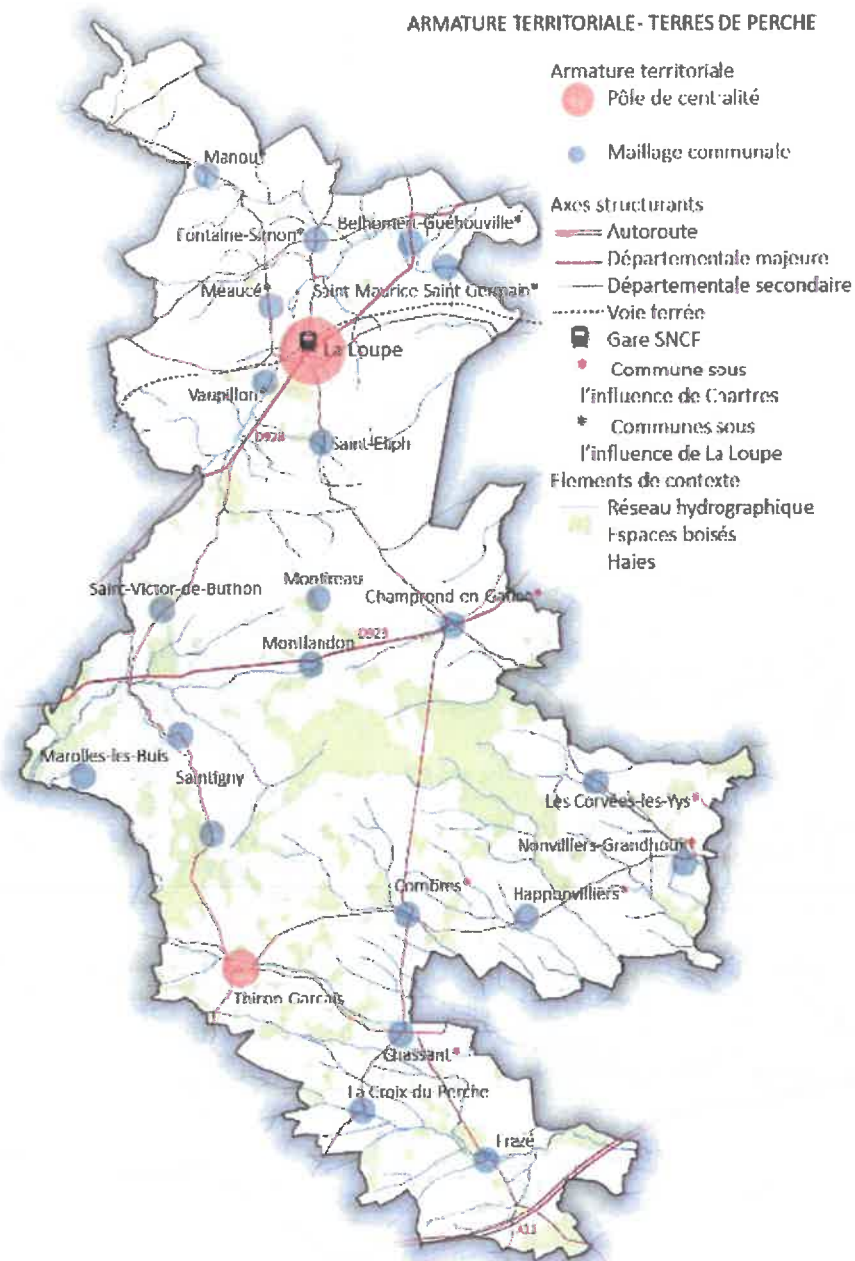 ARMATURE TERRITORIALE - TERRES DE PERCHE
Armature territoriale
Pôle de centralité
Maillage communale
Axes structurants
Autoroute
Départementale majeure
Départementale secondaire
Voie ferrée
Gare SNCF
* Commune sous
l'influence de Chartres
* Communes sous
l'influence de La Loupe
Elements de contexte
Réseau hydrographique
Espaces boisés
Haies
Manou*
Fontaine-Simon*
Belhomert-Guéhouville*
Meaucé*
Saint Maurice Saint Germain*
La Loupe
Vaupillon*
D928
Saint-Eliph
Saint-Victor-de-Buthon
Montireau
Champrond en Gatine*
D923
Montlandon
Marolles-les-Buis
Saintigny
Les Corvées-les-Yys*
Nonvilliers-Grandhoux*
Combres*
Happonvilliers*
Thiron Gardais
Chassant*
La Croix du Perche
Frazé
A11